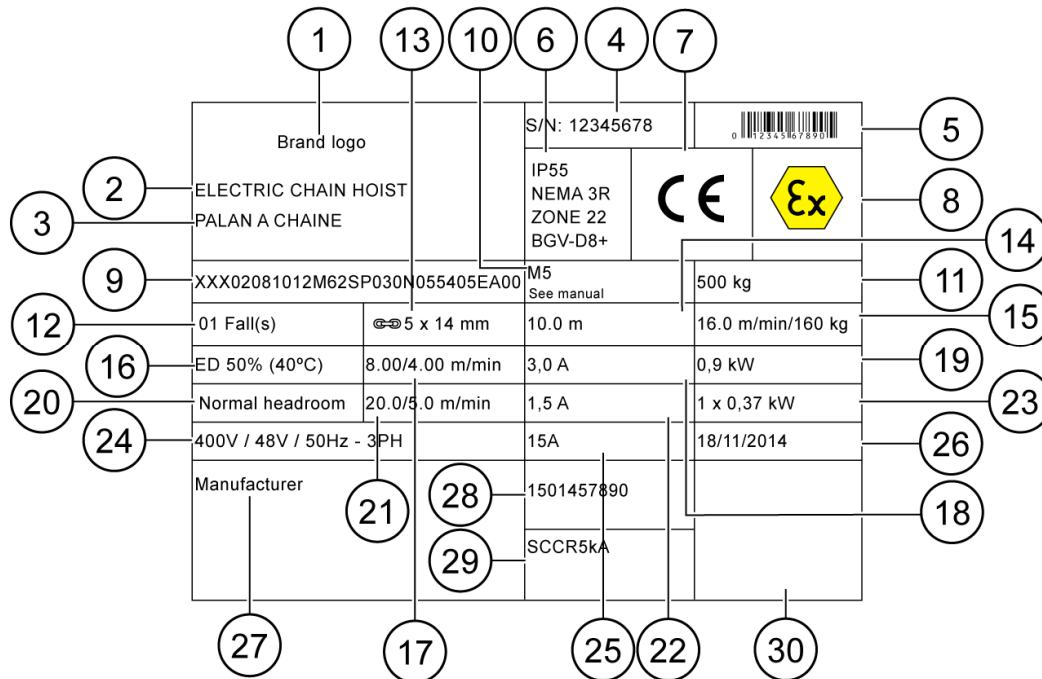 1 13 10 6 4 7
S/N: 12345678
0 12345 67890
5
Brand logo
2
ELECTRIC CHAIN HOIST
3
PALAN A CHAINE
IP55
NEMA 3R
ZONE 22
BGV-D8+
CE
Ex
8
14
9
XXX02081012M62SP030N055405EA00
M5
See manual
500 kg
11
12
01 Fall(s)
5 x 14 mm
10.0 m
16.0 m/min/160 kg
15
16
ED 50% (40ºC)
8.00/4.00 m/min
3,0 A
0,9 kW
19
20
Normal headroom
20.0/5.0 m/min
1,5 A
1 x 0,37 kW
23
24
400V / 48V / 50Hz - 3PH
15A
18/11/2014
26
Manufacturer
21
28
1501457890
18
29
SCCR5kA
27 17 25 22 30